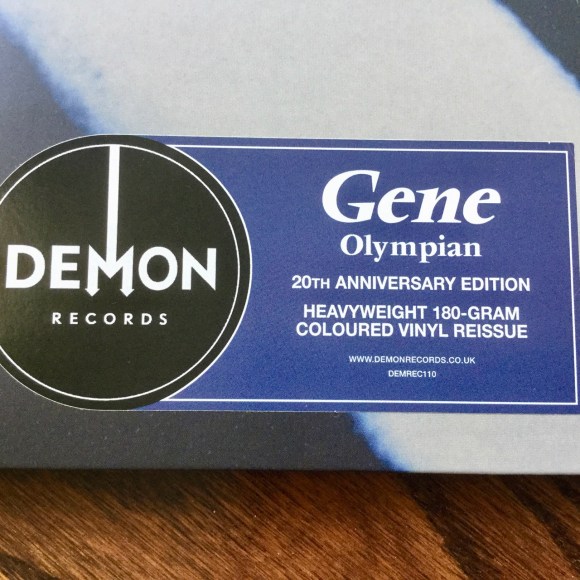 DEMON
RECORDS
Gene
Olympian
20TH ANNIVERSARY EDITION
HEAVYWEIGHT 180-GRAM
COLOURED VINYL REISSUE
WWW.DEMONRECORDS.CO.UK
DEMREC110